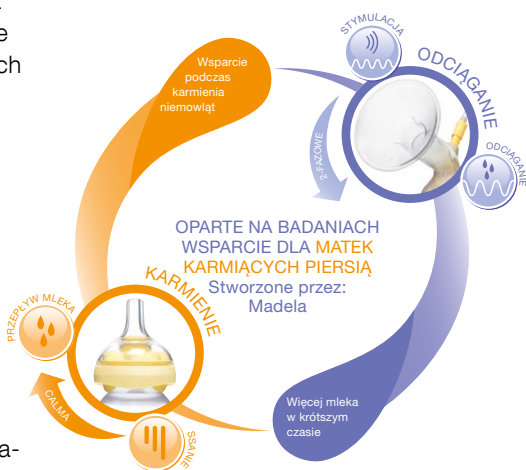 e
ch
a-
Wsparcie
podczas
karmienia
niemowląt
STYMULACJA
ODCIĄGANIE
2-FAZOWE
ODCIĄGANIE
OPARTE NA BADANIACH
WSPARCIE DLA MATEK
KARMIĄCYCH PIERSIĄ
Stworzone przez:
Madela
KARMIENIE
PRZEPŁYW MLEKA
CALMA
SSANIE
Więcej mleka
w krótszym
czasie